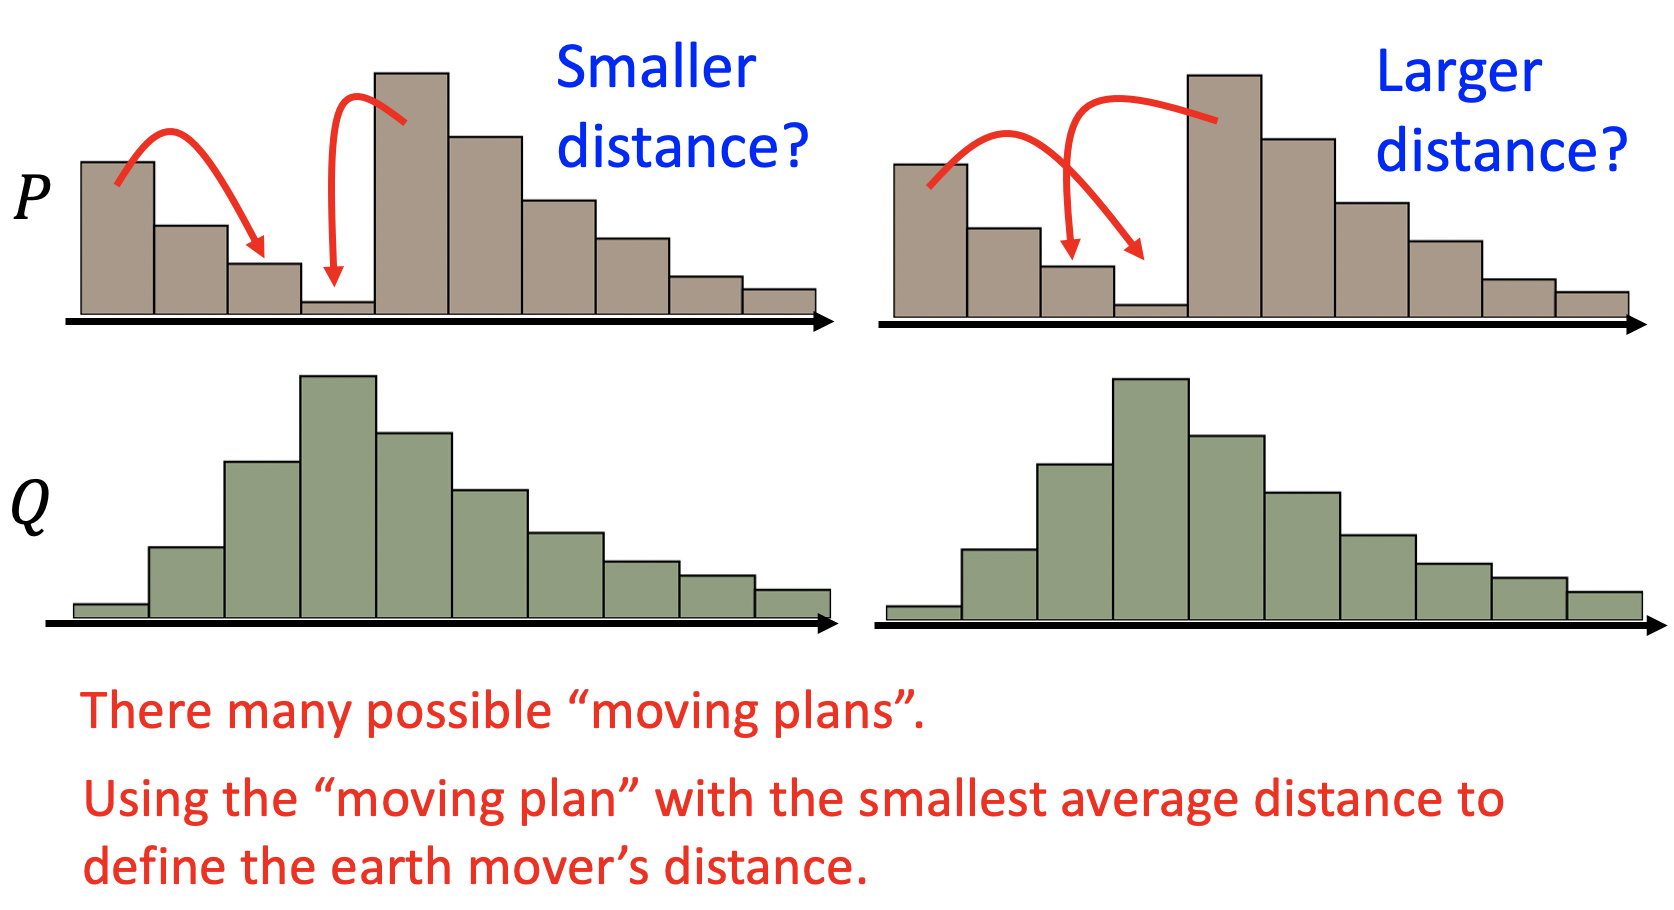 Smaller
distance?
Larger
distance?
P
Q
There many possible “moving plans”.
Using the “moving plan” with the smallest average distance to
define the earth mover’s distance.